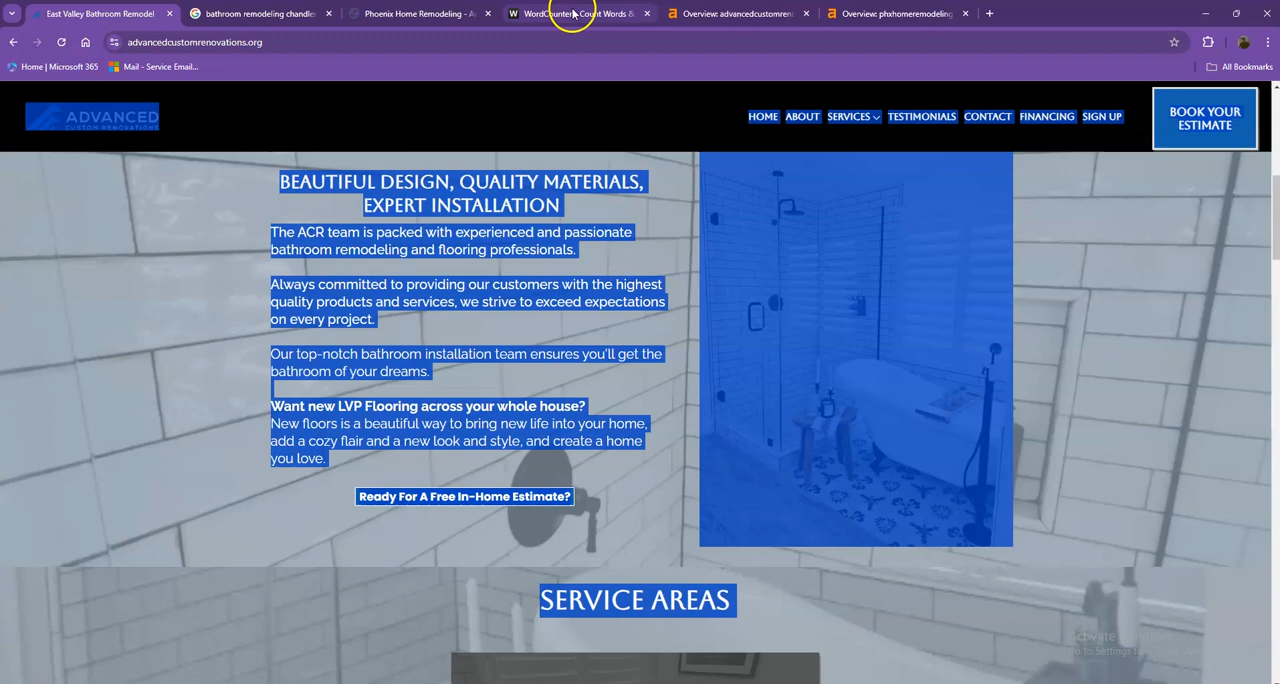 East Valley Bathroom Remodel
bathroom remodeling chandler
Phoenix Home Remodeling - A
WordCounter - Count Words &
Overview: advancedcustomren
Overview: phxhomeremodeling
advancedcustomrenovations.org
Home | Microsoft 365
Mail - Service Email...
All Bookmarks
ADVANCED
CUSTOM RENOVATIONS
HOME
ABOUT
SERVICES
TESTIMONIALS
CONTACT
FINANCING
SIGN UP
BOOK YOUR
ESTIMATE
BEAUTIFUL DESIGN, QUALITY MATERIALS,
EXPERT INSTALLATION
The ACR team is packed with experienced and passionate
bathroom remodeling and flooring professionals.
Always committed to providing our customers with the highest
quality products and services, we strive to exceed expectations
on every project.
Our top-notch bathroom installation team ensures you'll get the
bathroom of your dreams.
Want new LVP Flooring across your whole house?
New floors is a beautiful way to bring new life into your home,
add a cozy flair and a new look and style, and create a home
you love.
Ready For A Free In-Home Estimate?
SERVICE AREAS